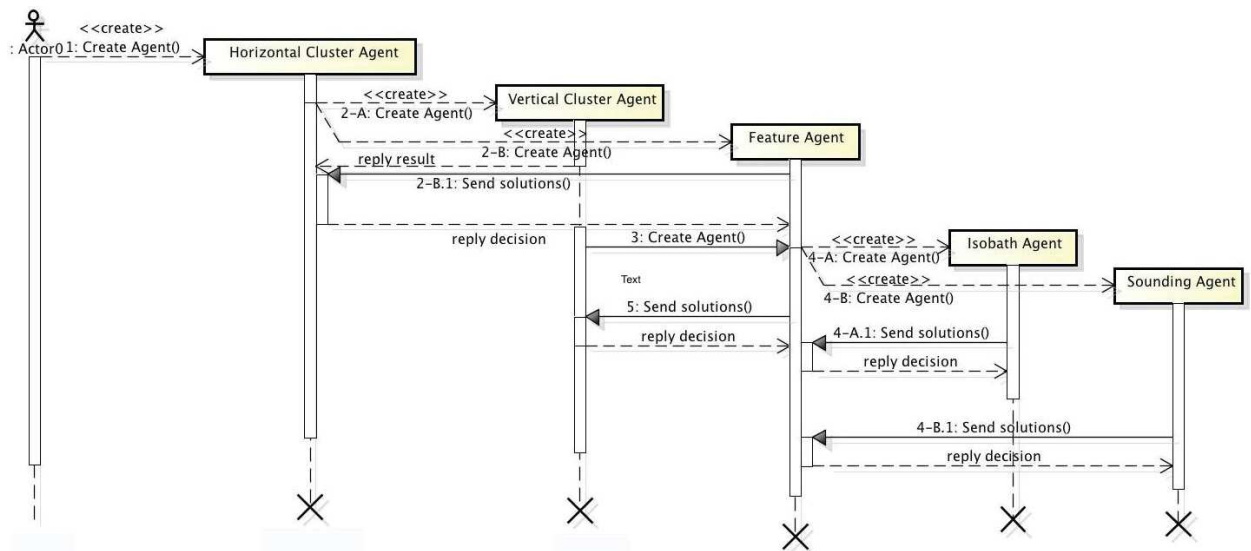 <<create>>
: Actor()
1: Create Agent()
Horizontal Cluster Agent
<<create>>
2-A: Create Agent()
Vertical Cluster Agent
<<create>>
2-B: Create Agent()
Feature Agent
reply result
2-B.1: Send solutions()
reply decision
3: Create Agent()
<<create>>
4-A: Create Agent()
Isobath Agent
<<create>>
4-B: Create Agent()
Sounding Agent
Text
5: Send solutions()
reply decision
4-A.1: Send solutions()
reply decision
4-B.1: Send solutions()
reply decision